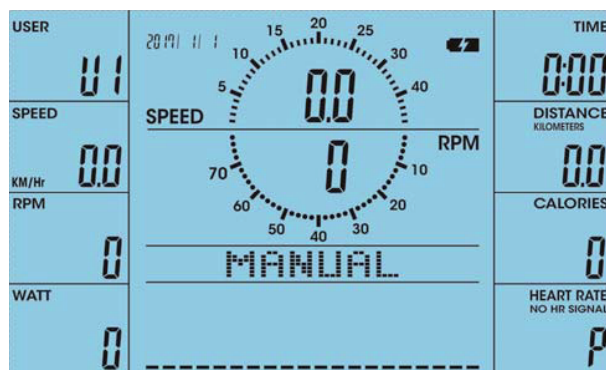 USER
U 1
SPEED
KM/Hr 0.0
RPM
0
WATT
0
2019/ 1/ 1
5 10 15 20 25 30 40
SPEED 0.0
RPM
0
10 20 30 40 50 60 70
MANUAL
TIME
0:00
DISTANCE
KILOMETERS
0.0
CALORIES
0
HEART RATE
NO HR SIGNAL
P